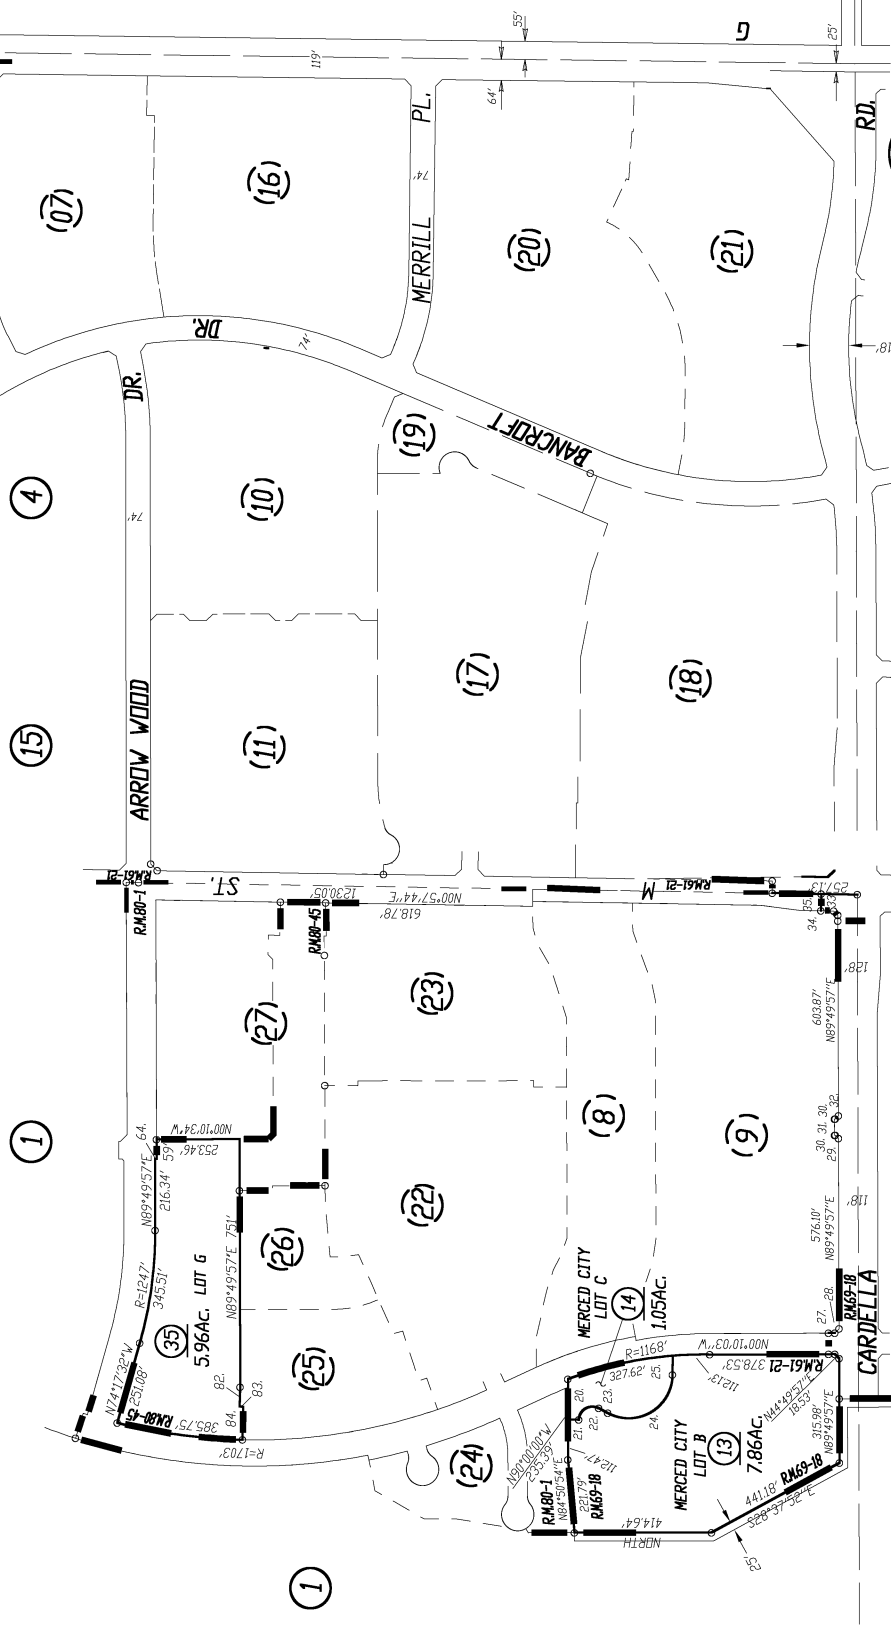 55'
G
25'
119'
64'
PL.
RD.
74'
(07)
(16)
MERRILL
(20)
(21)
DR.
74'
DR.
(19)
BANCROFT
4
74'
(10)
15
ARROW WOOD
(11)
(17)
(18)
R.M.61-21
R.M.80-1
ST.
1230.05'
N00°57'44"E
618.78'
R.M.80-45
M
R.M.61-21
257.13'
35.
33.
34.
128'
603.87'
N89°49'57"E
(27)
(23)
1
64.
59'
N00°10'34"W
253.46'
(8)
(9)
32.
30.
31.
30.
29.
N89°49'57"E
216.34'
R=1247'
345.51'
LOT G
35
5.96Ac.
N74°17'32"W
251.08'
R.M.80-45
385.75'
R=1703'
N89°49'57"E 751'
82.
83.
84.
(26)
(22)
(25)
(24)
MERCED CITY
LOT C
14
1.05Ac.
576.10'
N89°49'57"E
118'
27.
28.
R.M.69-18
CARDELLA
R=1168'
327.62'
N00°10'03"W
378.53'
R.M.61-21
112.13'
20.
21.
22.
23.
24.
25.
N90°00'00"W
235.39'
112.47'
N84°50'54"E
221.79'
R.M.80-1
R.M.69-18
MERCED CITY
LOT B
13
7.86Ac.
N44°49'57"E
18.53'
315.98'
N89°49'57"E
R.M.69-18
441.18'
S28°37'52"E
414.64'
NORTH
25'
1